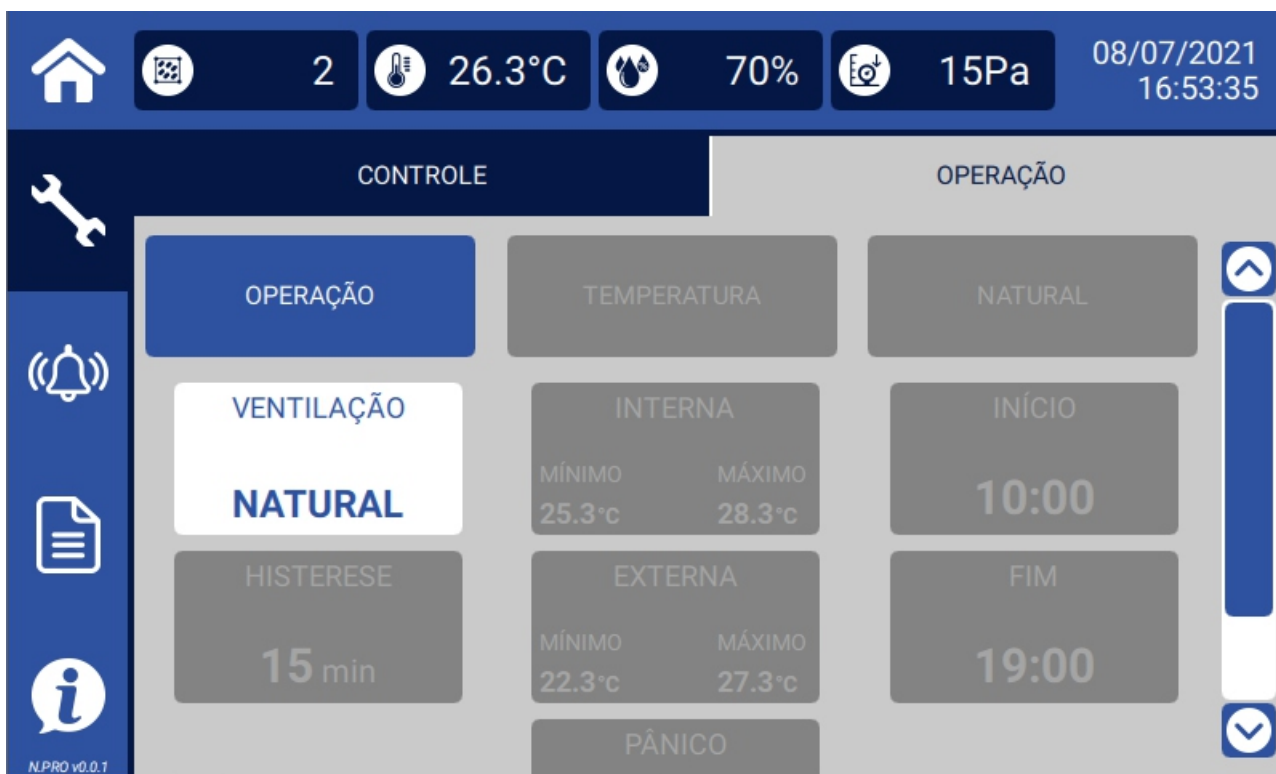 2
26.3°C
70%
15Pa
08/07/2021
16:53:35
CONTROLE
OPERAÇÃO
OPERAÇÃO
TEMPERATURA
NATURAL
VENTILAÇÃO
NATURAL
INTERNA
MÍNIMO MÁXIMO
25.3°C 28.3°C
INÍCIO
10:00
HISTERESE
15 min
EXTERNA
MÍNIMO MÁXIMO
22.3°C 27.3°C
FIM
19:00
PÂNICO
N.PRO v0.0.1